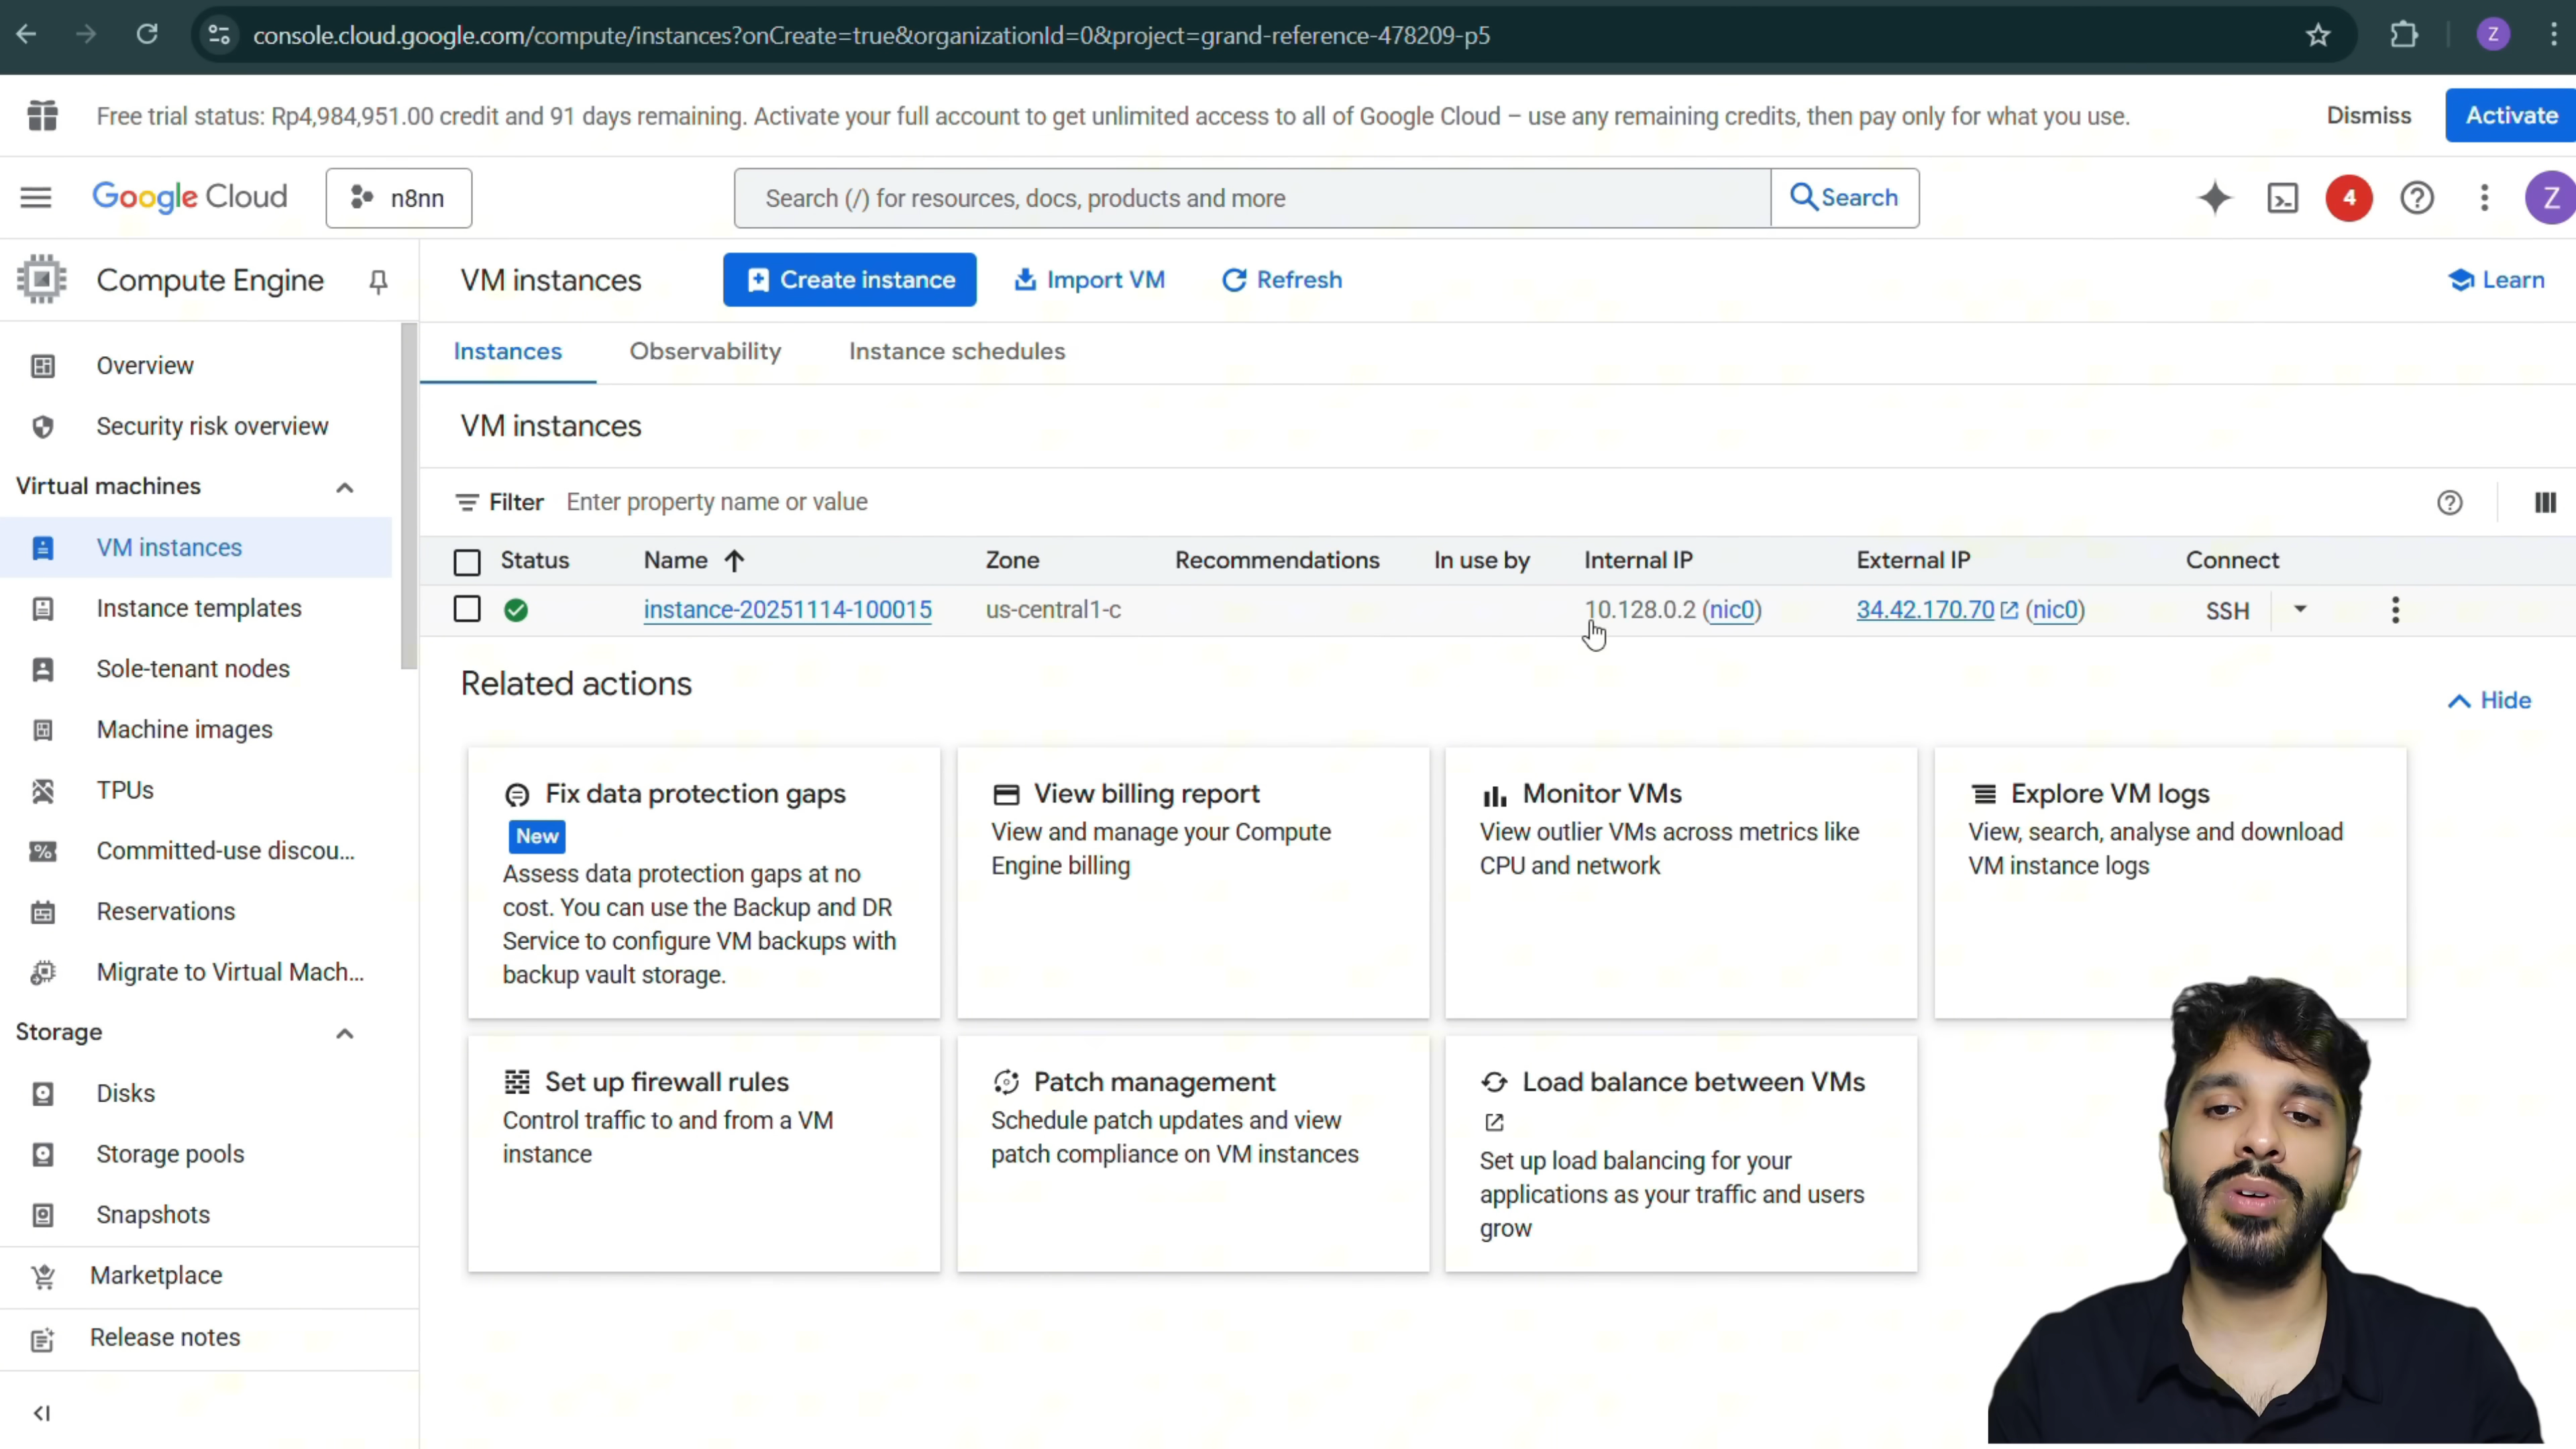 console.cloud.google.com/compute/instances?onCreate=true&organizationId=0&project=grand-reference-478209-p5
Z
Free trial status: Rp4,984,951.00 credit and 91 days remaining. Activate your full account to get unlimited access to all of Google Cloud – use any remaining credits, then pay only for what you use.
Dismiss
Activate
Google Cloud
n8nn
Search (/) for resources, docs, products and more
Search
4
Z
Compute Engine
VM instances
Create instance
Import VM
Refresh
Learn
Overview
Security risk overview
Virtual machines
VM instances
Instance templates
Sole-tenant nodes
Machine images
TPUs
Committed-use discou...
Reservations
Migrate to Virtual Mach...
Storage
Disks
Storage pools
Snapshots
Marketplace
Release notes
Instances
Observability
Instance schedules
VM instances
Filter
Enter property name or value
Status
Name
Zone
Recommendations
In use by
Internal IP
External IP
Connect
instance-20251114-100015
us-central1-c
10.128.0.2 (nic0)
34.42.170.70 (nic0)
SSH
Related actions
Hide
Fix data protection gaps
New
Assess data protection gaps at no
cost. You can use the Backup and DR
Service to configure VM backups with
backup vault storage.
View billing report
View and manage your Compute
Engine billing
Monitor VMs
View outlier VMs across metrics like
CPU and network
Explore VM logs
View, search, analyse and download
VM instance logs
Set up firewall rules
Control traffic to and from a VM
instance
Patch management
Schedule patch updates and view
patch compliance on VM instances
Load balance between VMs
Set up load balancing for your
applications as your traffic and users
grow